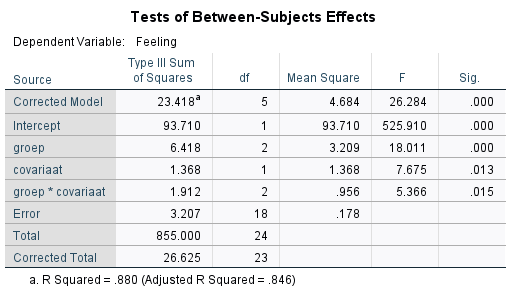 Tests of Between-Subjects Effects
Dependent Variable: Feeling
Source Type III Sum of Squares df Mean Square F Sig.
Corrected Model 23.418a 5 4.684 26.284 .000
Intercept 93.710 1 93.710 525.910 .000
groep 6.418 2 3.209 18.011 .000
covariaat 1.368 1 1.368 7.675 .013
groep * covariaat 1.912 2 .956 5.366 .015
Error 3.207 18 .178
Total 855.000 24
Corrected Total 26.625 23
a. R Squared = .880 (Adjusted R Squared = .846)